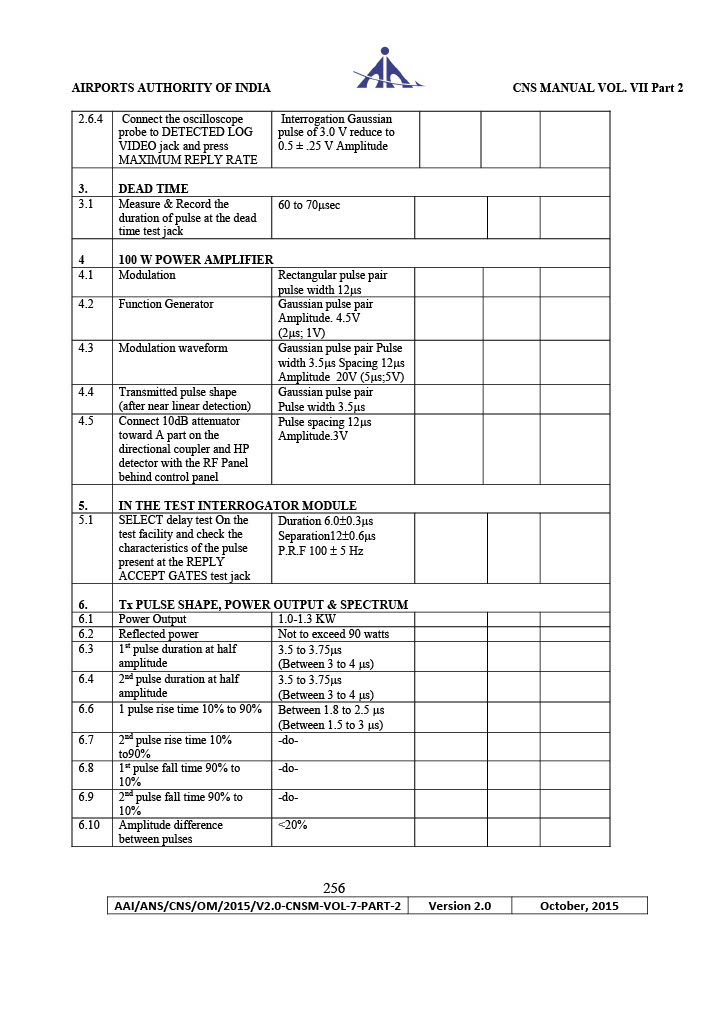 AIRPORTS AUTHORITY OF INDIA
CNS MANUAL VOL. VII Part 2
2.6.4
Connect the oscilloscope
probe to DETECTED LOG
VIDEO jack and press
MAXIMUM REPLY RATE
Interrogation Gaussian
pulse of 3.0 V reduce to
0.5 ± .25 V Amplitude
3.
DEAD TIME
3.1
Measure & Record the
duration of pulse at the dead
time test jack
60 to 70μsec
4
100 W POWER AMPLIFIER
4.1
Modulation
Rectangular pulse pair
pulse width 12μs
4.2
Function Generator
Gaussian pulse pair
Amplitude. 4.5V
(2μs; 1V)
4.3
Modulation waveform
Gaussian pulse pair Pulse
width 3.5μs Spacing 12μs
Amplitude  20V (5μs;5V)
4.4
Transmitted pulse shape
(after near linear detection)
Gaussian pulse pair
Pulse width 3.5μs
4.5
Connect 10dB attenuator
toward A part on the
directional coupler and HP
detector with the RF Panel
behind control panel
Pulse spacing 12μs
Amplitude.3V
5.
IN THE TEST INTERROGATOR MODULE
5.1
SELECT delay test On the
test facility and check the
characteristics of the pulse
present at the REPLY
ACCEPT GATES test jack
Duration 6.0±0.3μs
Separation12±0.6μs
P.R.F 100 ± 5 Hz
6.
Tx PULSE SHAPE, POWER OUTPUT & SPECTRUM
6.1
Power Output
1.0-1.3 KW
6.2
Reflected power
Not to exceed 90 watts
6.3
1st pulse duration at half
amplitude
3.5 to 3.75μs
(Between 3 to 4 μs)
6.4
2nd pulse duration at half
amplitude
3.5 to 3.75μs
(Between 3 to 4 μs)
6.6
1 pulse rise time 10% to 90%
Between 1.8 to 2.5 μs
(Between 1.5 to 3 μs)
6.7
2nd pulse rise time 10%
to90%
-do-
6.8
1st pulse fall time 90% to
10%
-do-
6.9
2nd pulse fall time 90% to
10%
-do-
6.10
Amplitude difference
between pulses
<20%
256
AAI/ANS/CNS/OM/2015/V2.0-CNSM-VOL-7-PART-2
Version 2.0
October, 2015